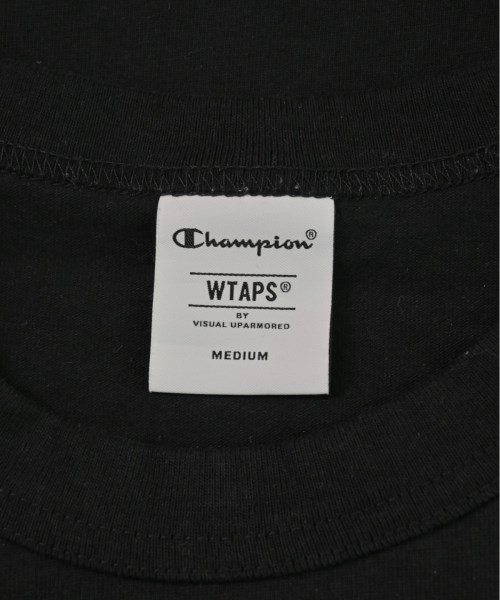 Champion®
WTAPS®
BY
VISUAL UPARMORED
MEDIUM